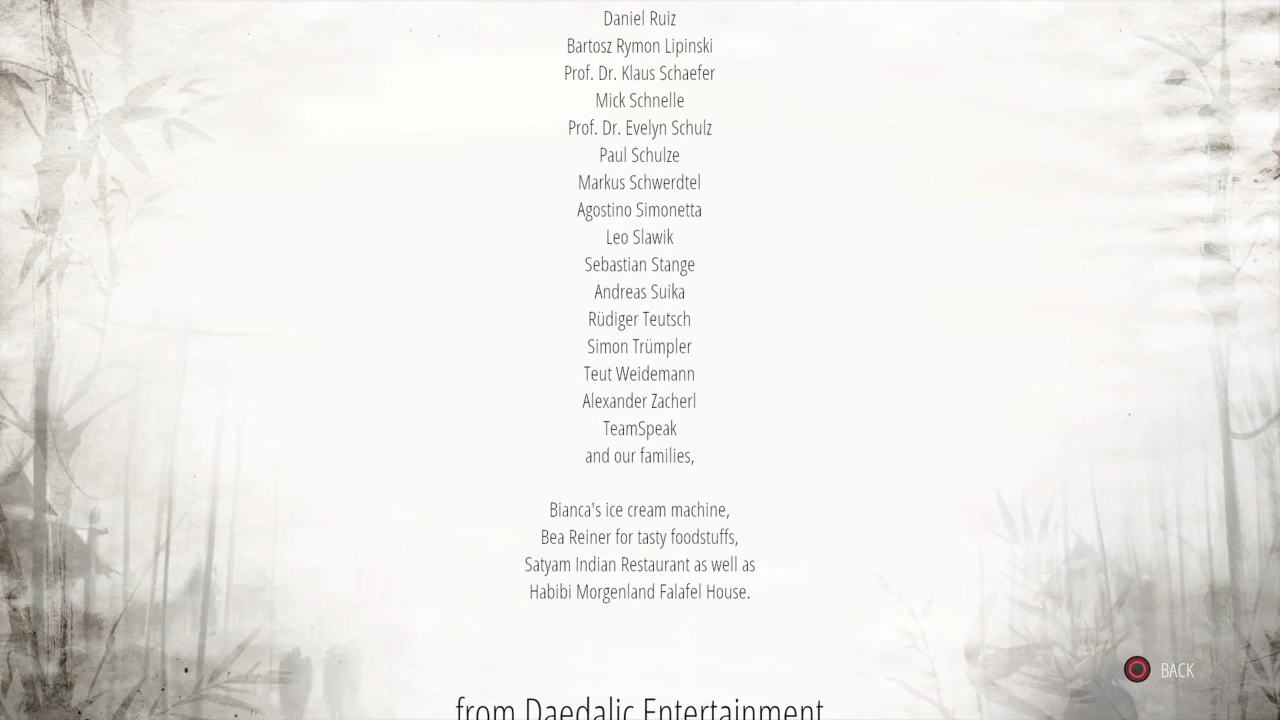 Daniel Ruiz
Bartosz Rymon Lipinski
Prof. Dr. Klaus Schaefer
Mick Schnelle
Prof. Dr. Evelyn Schulz
Paul Schulze
Markus Schwerdtel
Agostino Simonetta
Leo Slawik
Sebastian Stange
Andreas Suika
Rüdiger Teutsch
Simon Trümpler
Teut Weidemann
Alexander Zacherl
TeamSpeak
and our families,
Bianca's ice cream machine,
Bea Reiner for tasty foodstuffs,
Satyam Indian Restaurant as well as
Habibi Morgenland Falafel House.
BACK
from Daedalic Entertainment